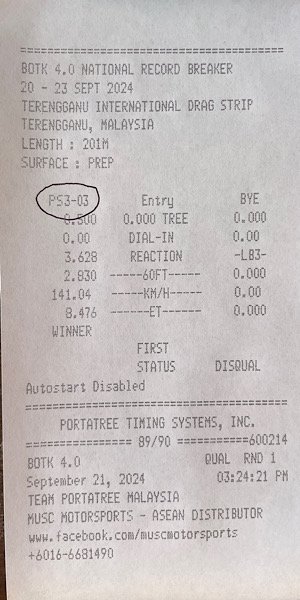 ==========================================
BOTK 4.0 NATIONAL RECORD BREAKER
20 - 23 SEPT 2024
TERENGGANU INTERNATIONAL DRAG STRIP
TERENGGANU, MALAYSIA
LENGTH : 201M
SURFACE : PREP
PS3-03 Entry BYE
0.500 0.000 TREE 0.000
0.00 DIAL-IN 0.00
3.628 REACTION -LB3-
2.830 -----60FT----- 0.000
141.04 -----KM/H----- 0.00
8.476 ------ET------ 0.000
WINNER
FIRST
STATUS DISQUAL
Autostart Disabled
==========================================
PORTATREE TIMING SYSTEMS, INC.
================ 89/90 ===========600214
BOTK 4.0 QUAL RND 1
September 21, 2024 03:24:21 PM
TEAM PORTATREE MALAYSIA
MUSC MOTORSPORTS - ASEAN DISTRIBUTOR
www.facebook.com/muscmotorsports
+6016-6681490